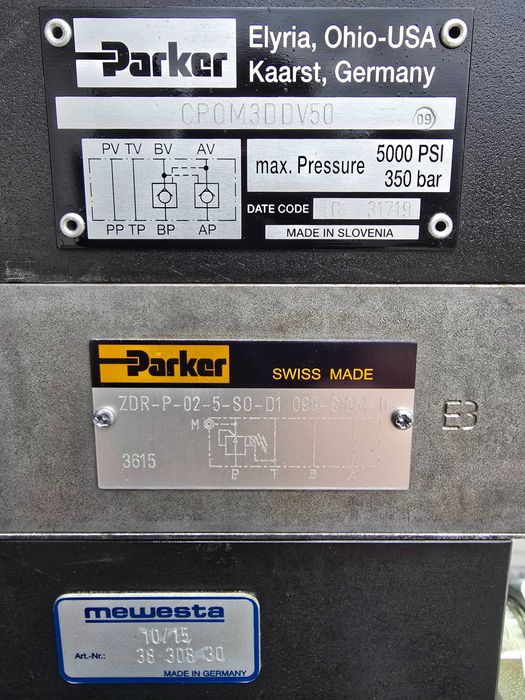 Parker
Elyria, Ohio-USA
Kaarst, Germany
CPOM3DDV50
09
PV TV BV AV
PP TP BP AP
max. Pressure 5000 PSI
350 bar
DATE CODE 31719
MADE IN SLOVENIA
Parker
SWISS MADE
ZDR-P-02-5-S0-D1
M
3615
P T B
E3
mewesta
10/15
Art.-Nr.: 38 308 30
MADE IN GERMANY